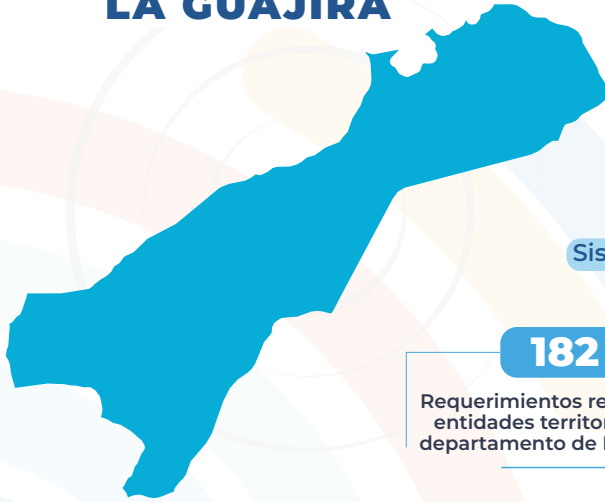 LA GUAJIRA
Sis
182
Requerimientos re
entidades territor
departamento de